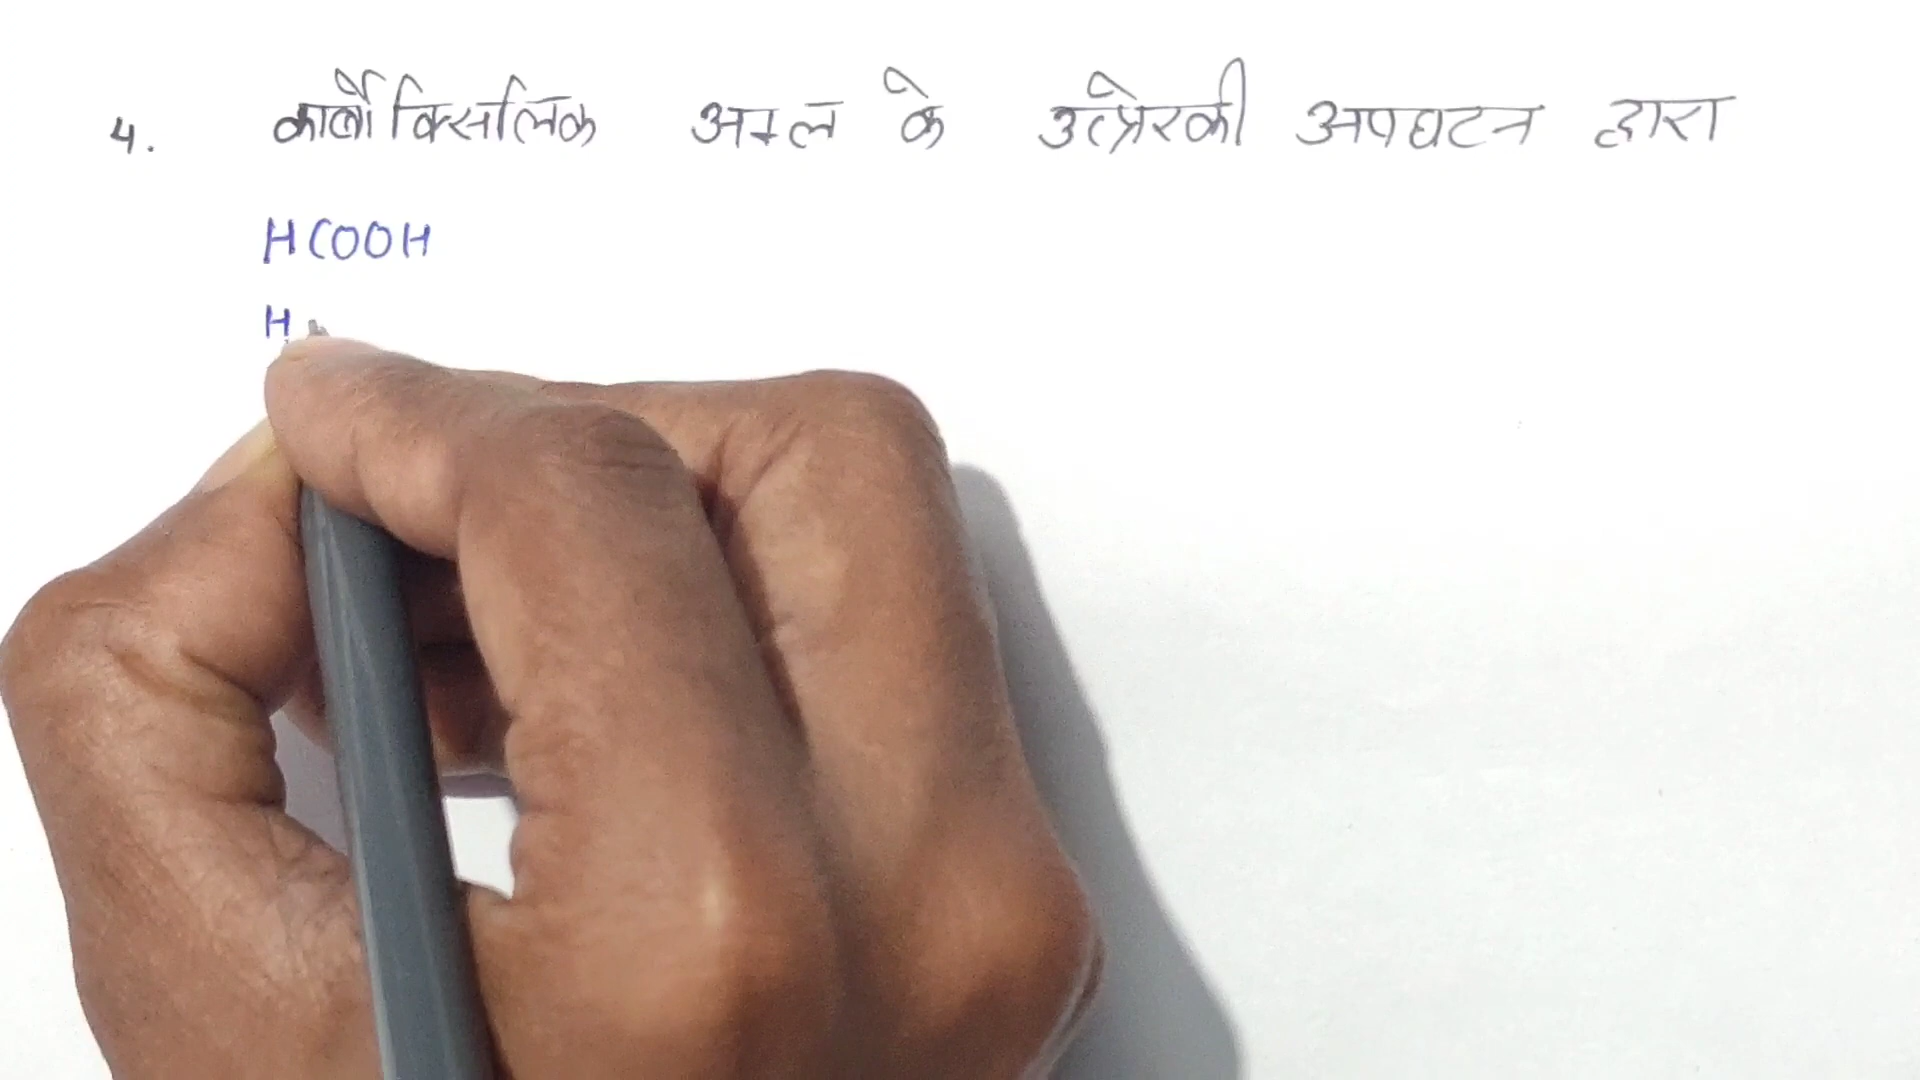 4. कार्बोक्सिलिक अम्ल के उत्प्रेरकी अपघटन द्वारा
HCOOH
H